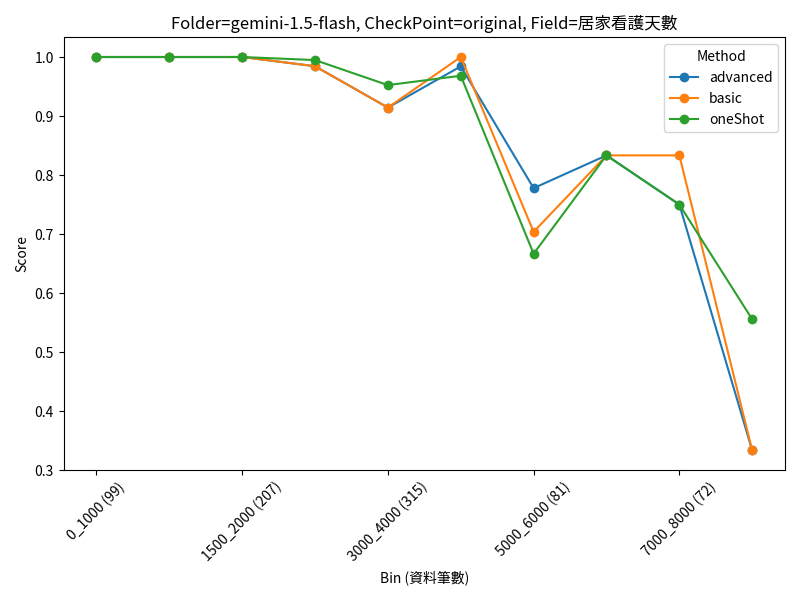 Folder=gemini-1.5-flash, CheckPoint=original, Field=居家看護天數
Method
advanced
basic
oneShot
Score
1.0
0.9
0.8
0.7
0.6
0.5
0.4
0.3
0_1000 (99)
1500_2000 (207)
3000_4000 (315)
5000_6000 (81)
7000_8000 (72)
Bin (資料筆數)